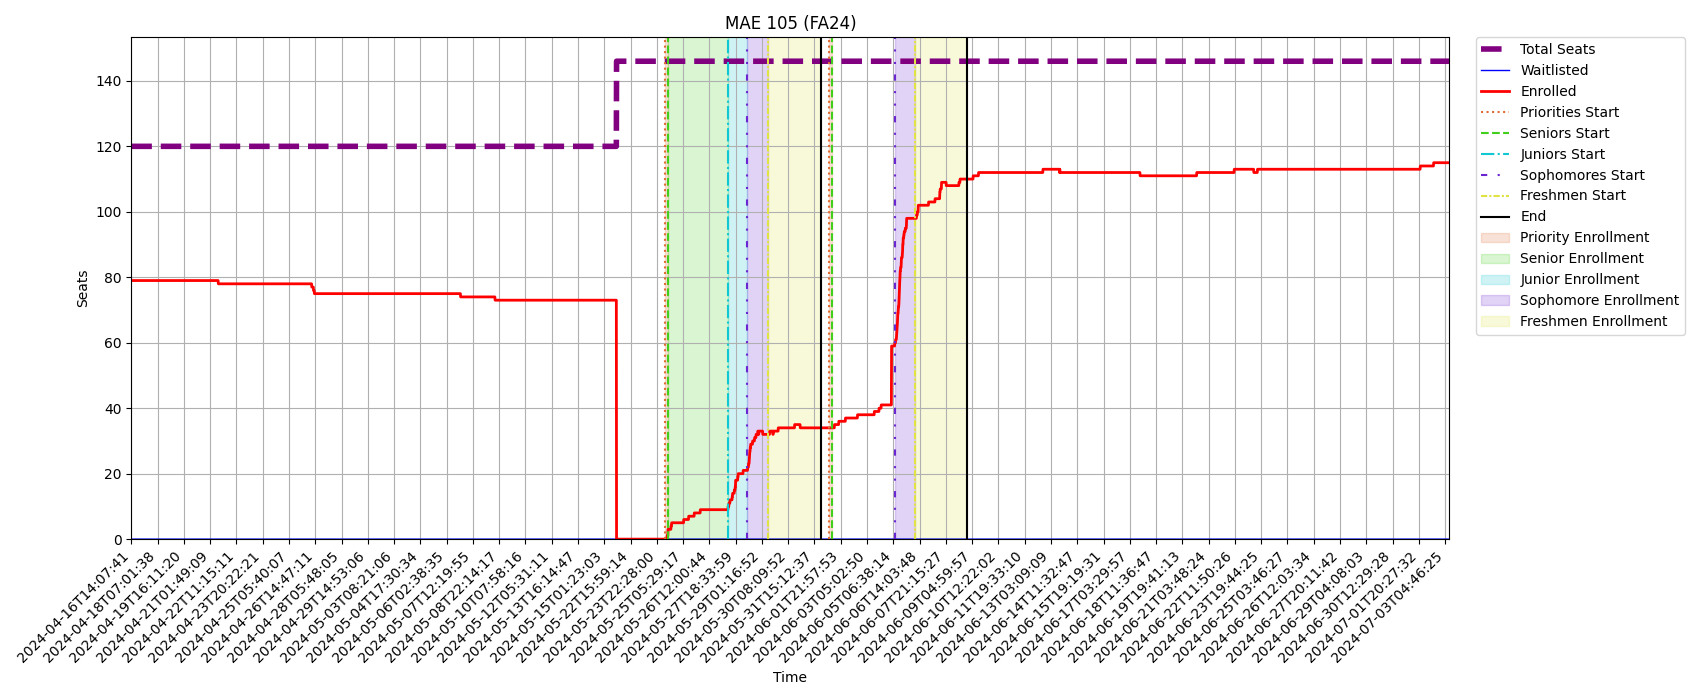 MAE 105 (FA24)
Seats
140
120
100
80
60
40
20
0
2024-04-16T14:07:41
2024-04-18T07:01:38
2024-04-19T16:11:20
2024-04-21T01:49:09
2024-04-22T11:15:11
2024-04-23T20:22:21
2024-04-25T05:40:07
2024-04-26T14:47:11
2024-04-28T05:48:05
2024-04-29T14:53:06
2024-05-03T08:21:06
2024-05-04T17:30:34
2024-05-06T02:38:35
2024-05-07T12:19:55
2024-05-08T22:14:17
2024-05-10T07:58:16
2024-05-12T05:31:11
2024-05-13T16:14:47
2024-05-15T01:23:03
2024-05-22T15:59:14
2024-05-23T22:28:00
2024-05-25T05:29:17
2024-05-26T12:00:44
2024-05-27T18:33:59
2024-05-29T01:16:52
2024-05-30T08:09:52
2024-05-31T15:12:37
2024-06-01T21:57:53
2024-06-03T05:02:50
2024-06-05T06:38:14
2024-06-06T14:03:48
2024-06-07T21:15:27
2024-06-09T04:59:57
2024-06-10T12:22:02
2024-06-11T19:33:10
2024-06-13T03:09:09
2024-06-14T11:32:47
2024-06-15T19:19:31
2024-06-17T03:29:57
2024-06-18T11:36:47
2024-06-19T19:41:13
2024-06-21T03:48:24
2024-06-22T11:50:26
2024-06-23T19:44:25
2024-06-25T03:46:27
2024-06-26T12:03:34
2024-06-27T20:11:42
2024-06-29T04:08:03
2024-06-30T12:29:28
2024-07-01T20:27:32
2024-07-03T04:46:25
Time
Total Seats
Waitlisted
Enrolled
Priorities Start
Seniors Start
Juniors Start
Sophomores Start
Freshmen Start
End
Priority Enrollment
Senior Enrollment
Junior Enrollment
Sophomore Enrollment
Freshmen Enrollment